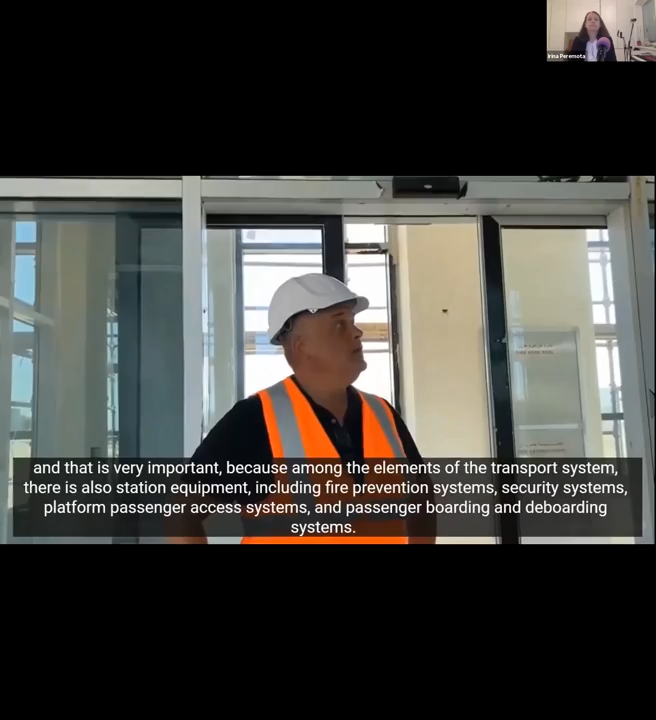 Irina Peremota
and that is very important, because among the elements of the transport system,
there is also station equipment, including fire prevention systems, security systems,
platform passenger access systems, and passenger boarding and deboarding
systems.